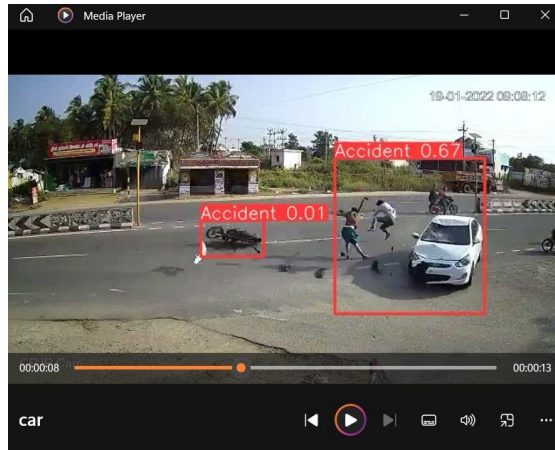 Media Player
19-01-2022 09:08:12
Accident 0.67
Accident 0.01
00:00:08
00:00:13
car